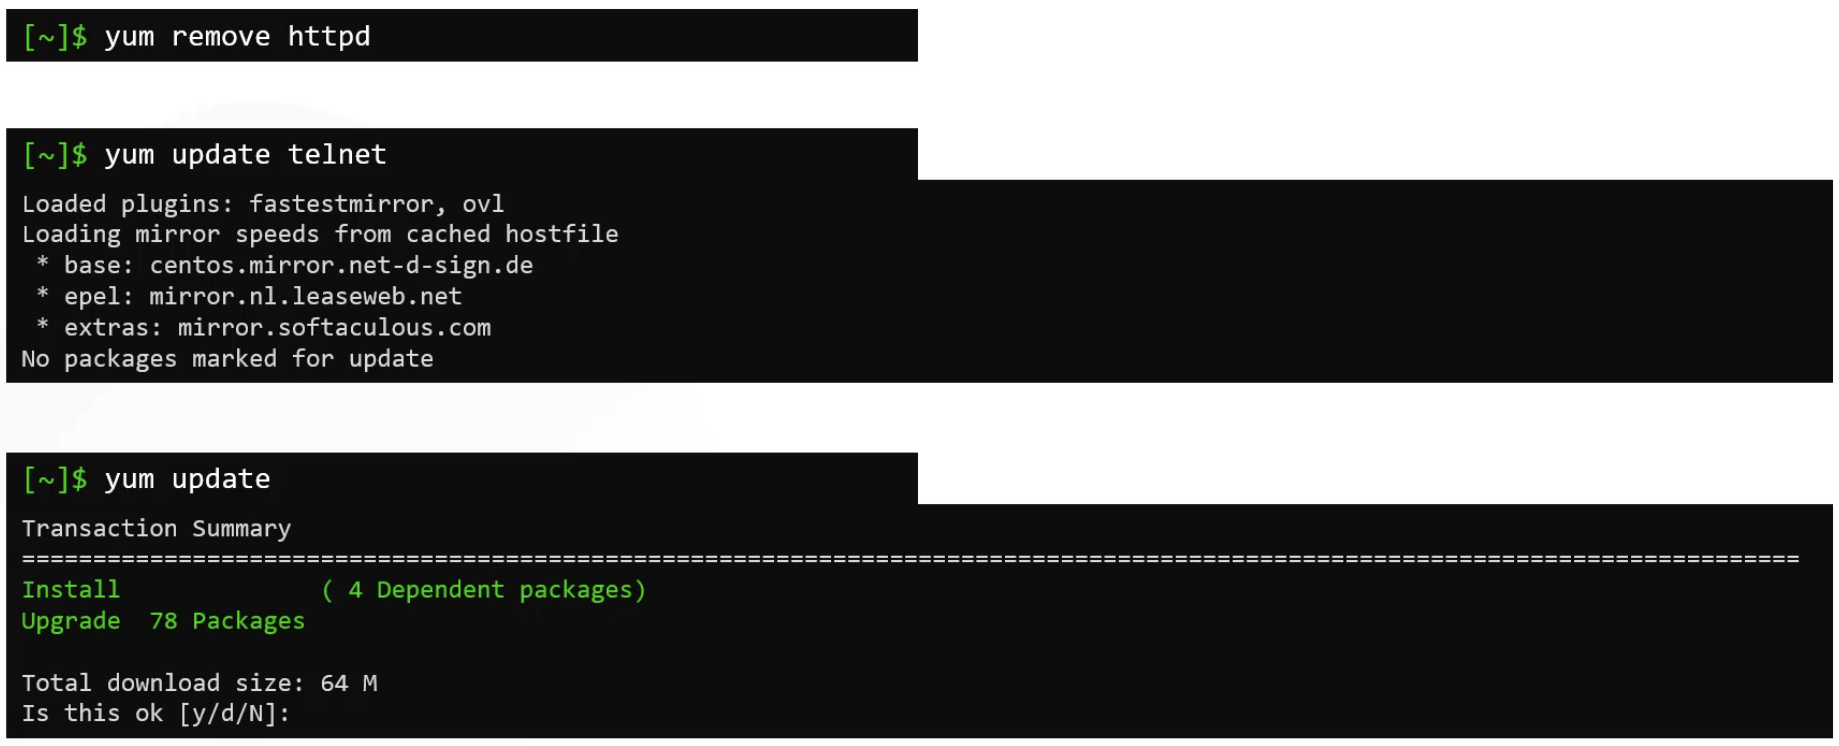 [~]$ yum remove httpd
[~]$ yum update telnet
Loaded plugins: fastestmirror, ovl
Loading mirror speeds from cached hostfile
 * base: centos.mirror.net-d-sign.de
 * epel: mirror.nl.leaseweb.net
 * extras: mirror.softaculous.com
No packages marked for update
[~]$ yum update
Transaction Summary
=============================================================================================================================
Install              ( 4 Dependent packages)
Upgrade  78 Packages
Total download size: 64 M
Is this ok [y/d/N]: